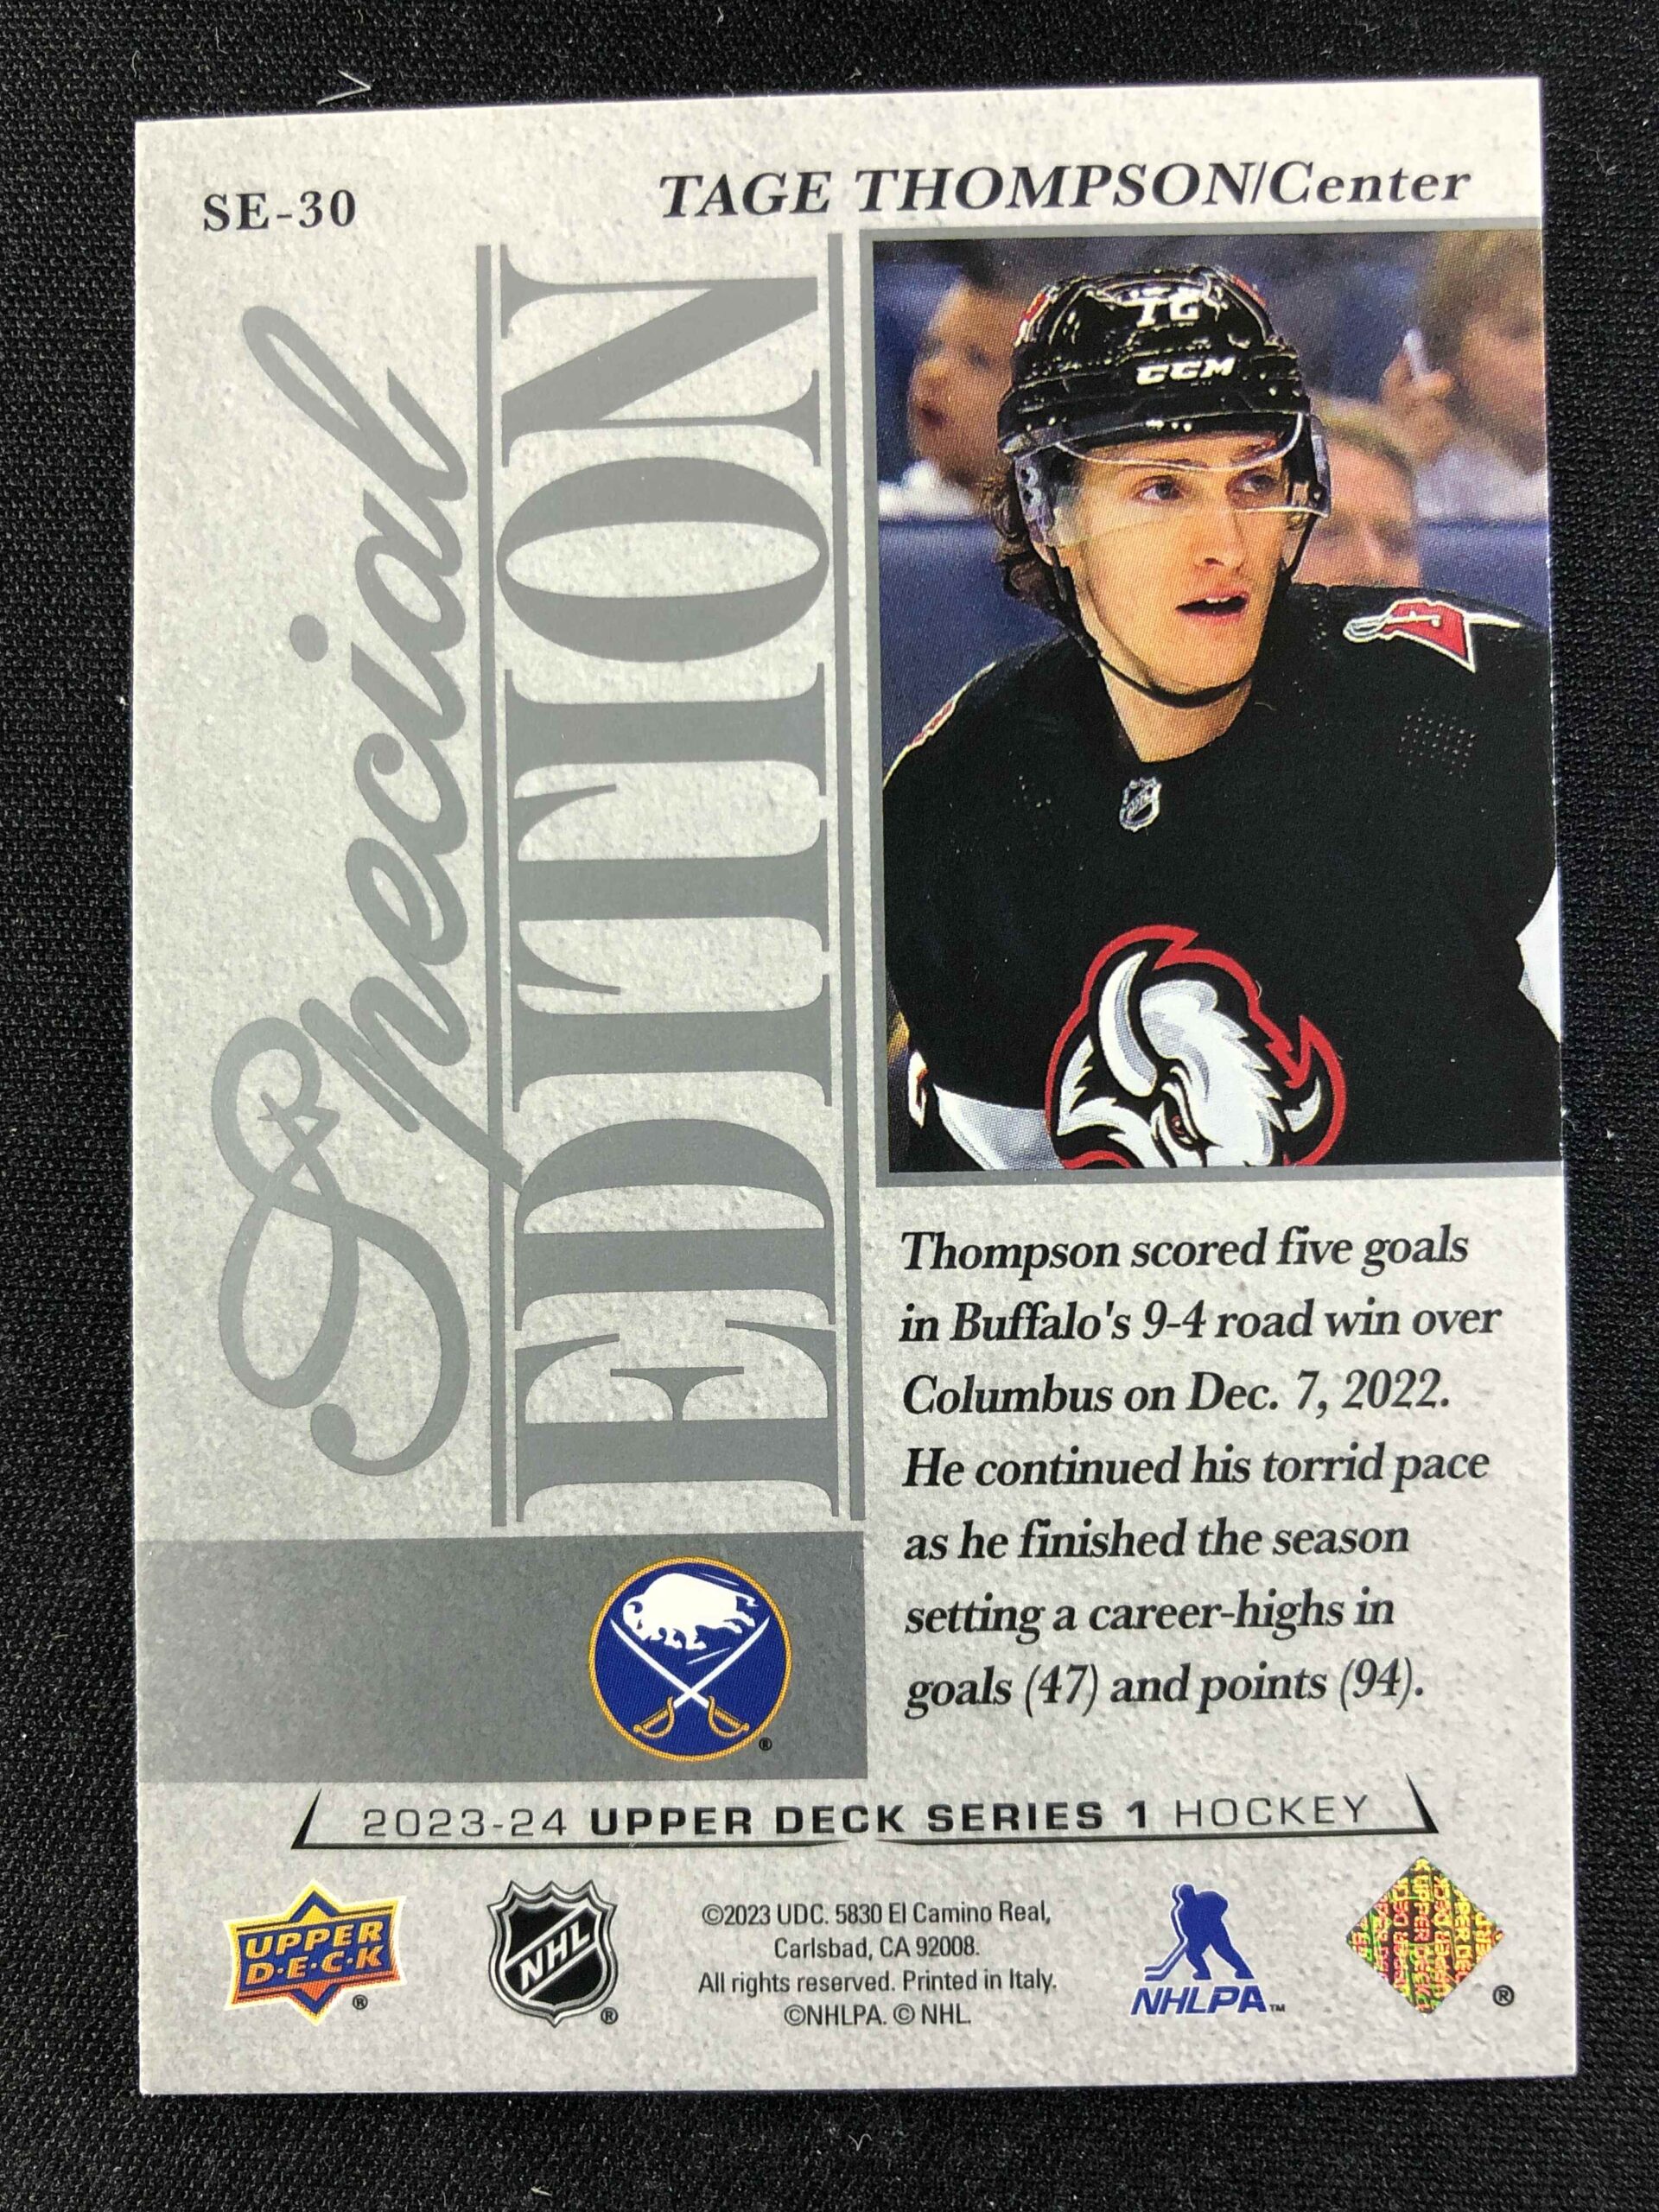 SE-30
TAGE THOMPSON/Center
Special
EDITION
CCM
Thompson scored five goals
in Buffalo's 9-4 road win over
Columbus on Dec. 7, 2022.
He continued his torrid pace
as he finished the season
setting a career-highs in
goals (47) and points (94).
®
2023-24 UPPER DECK SERIES 1 HOCKEY
UPPER
D·E·C·K
®
NHL
®
©2023 UDC. 5830 El Camino Real,
Carlsbad, CA 92008.
All rights reserved. Printed in Italy.
©NHLPA. © NHL.
NHLPA™
®